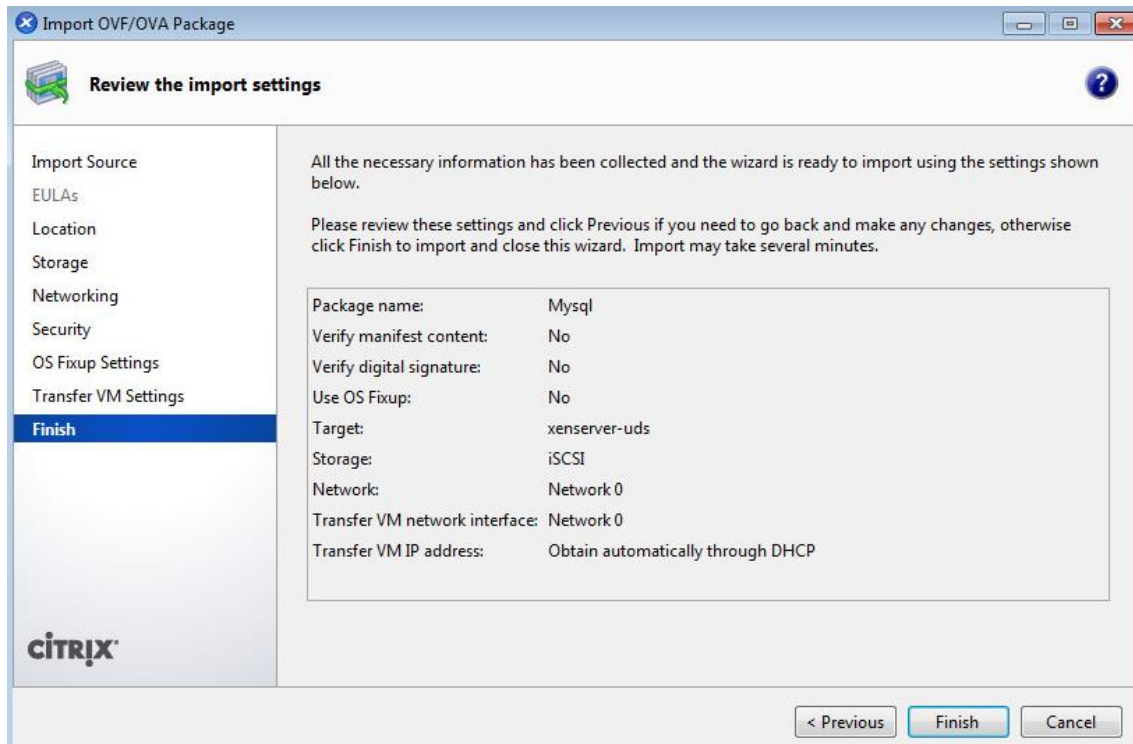 Import OVF/OVA Package
Review the import settings
?
Import Source
EULAs
Location
Storage
Networking
Security
OS Fixup Settings
Transfer VM Settings
Finish
CİTRIX®
All the necessary information has been collected and the wizard is ready to import using the settings shown
below.
Please review these settings and click Previous if you need to go back and make any changes, otherwise
click Finish to import and close this wizard. Import may take several minutes.
Package name: Mysql
Verify manifest content: No
Verify digital signature: No
Use OS Fixup: No
Target: xenserver-uds
Storage: iSCSI
Network: Network 0
Transfer VM network interface: Network 0
Transfer VM IP address: Obtain automatically through DHCP
< Previous Finish Cancel